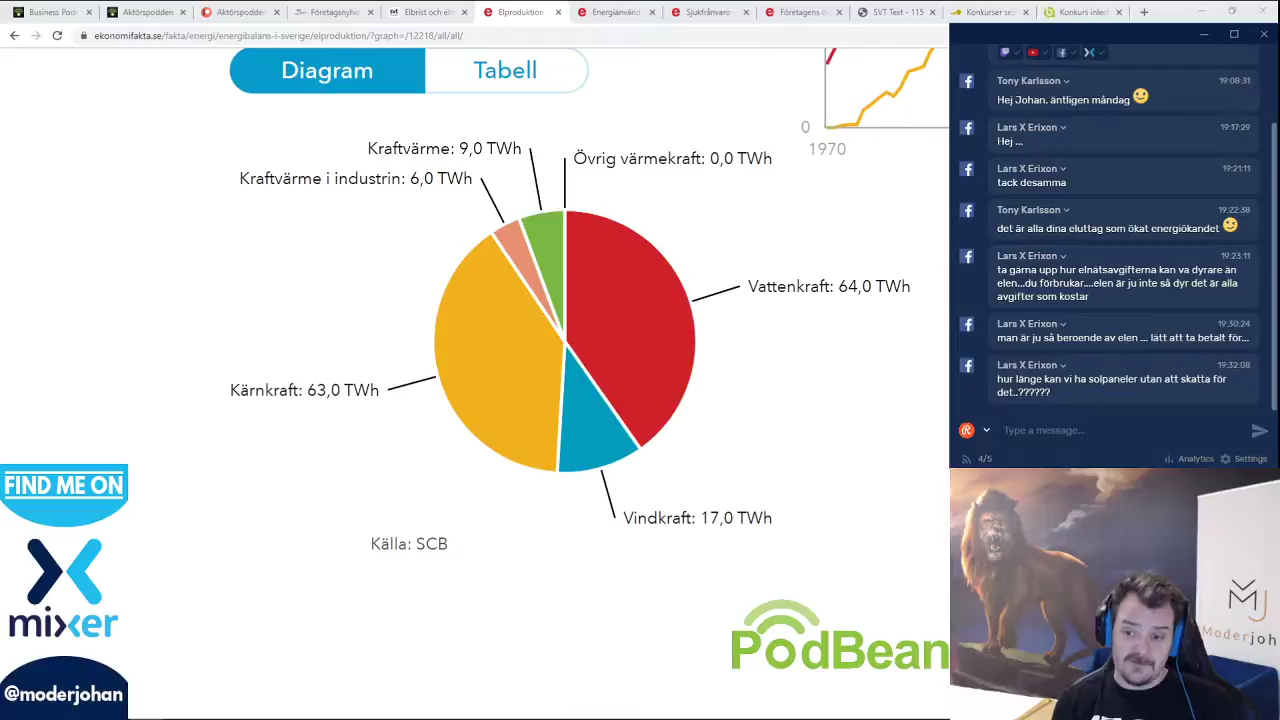 Business Pod
Aktörspodden
Aktörspodden
Företagsnyhet
Elbrist och elr
Elproduktion
Energianvänd
Sjukfrånvaro
Företagens
SVT Text - 115
Konkurser se
Konkurs inled
ekonomifakta.se/fakta/energi/energibalans-i-sverige/elproduktion/?graph=/12218/all/all/
Diagram
Tabell
0
1970
Kraftvärme: 9,0 TWh
Övrig värmekraft: 0,0 TWh
Kraftvärme i industrin: 6,0 TWh
Vattenkraft: 64,0 TWh
Kärnkraft: 63,0 TWh
Vindkraft: 17,0 TWh
Källa: SCB
FIND ME ON
mixer
@moderjohan
PodBean
Tony Karlsson 19:08:31
Hej Johan. äntligen måndag
Lars X Erixon 19:17:29
Hej ...
Lars X Erixon 19:21:11
tack desamma
Tony Karlsson 19:22:38
det är alla dina eluttag som ökat energiökandet
Lars X Erixon 19:23:11
ta gärna upp hur elnätsavgifterna kan va dyrare än
elen...du förbrukar....elen är ju inte så dyr det är alla
avgifter som kostar
Lars X Erixon 19:30:24
man är ju så beroende av elen ... lätt att ta betalt för...
Lars X Erixon 19:32:08
hur länge kan vi ha solpaneler utan att skatta för
det..??????
Type a message...
4/5
Analytics
Settings
MJ
Moderjoh